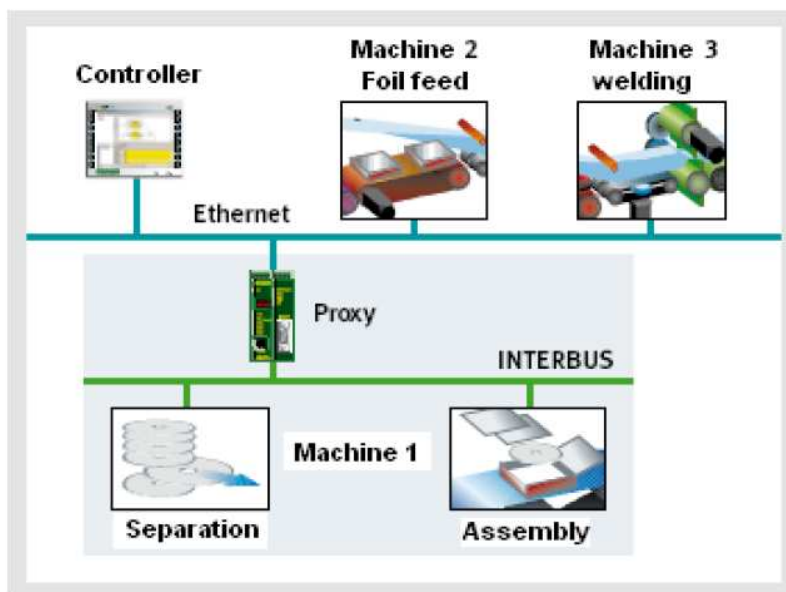 Controller
Machine 2
Foil feed
Machine 3
welding
Ethernet
Proxy
INTERBUS
Machine 1
Separation
Assembly